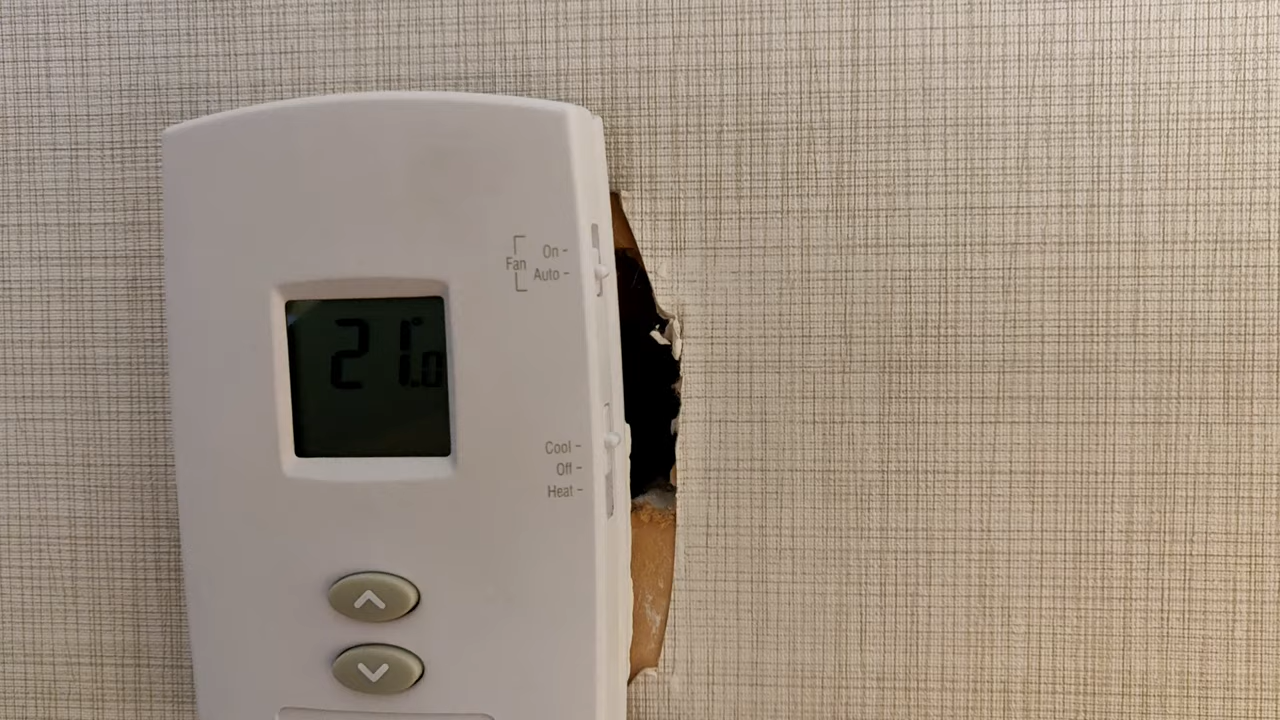 On -
Fan
Auto -
21.0
Cool -
Off -
Heat -